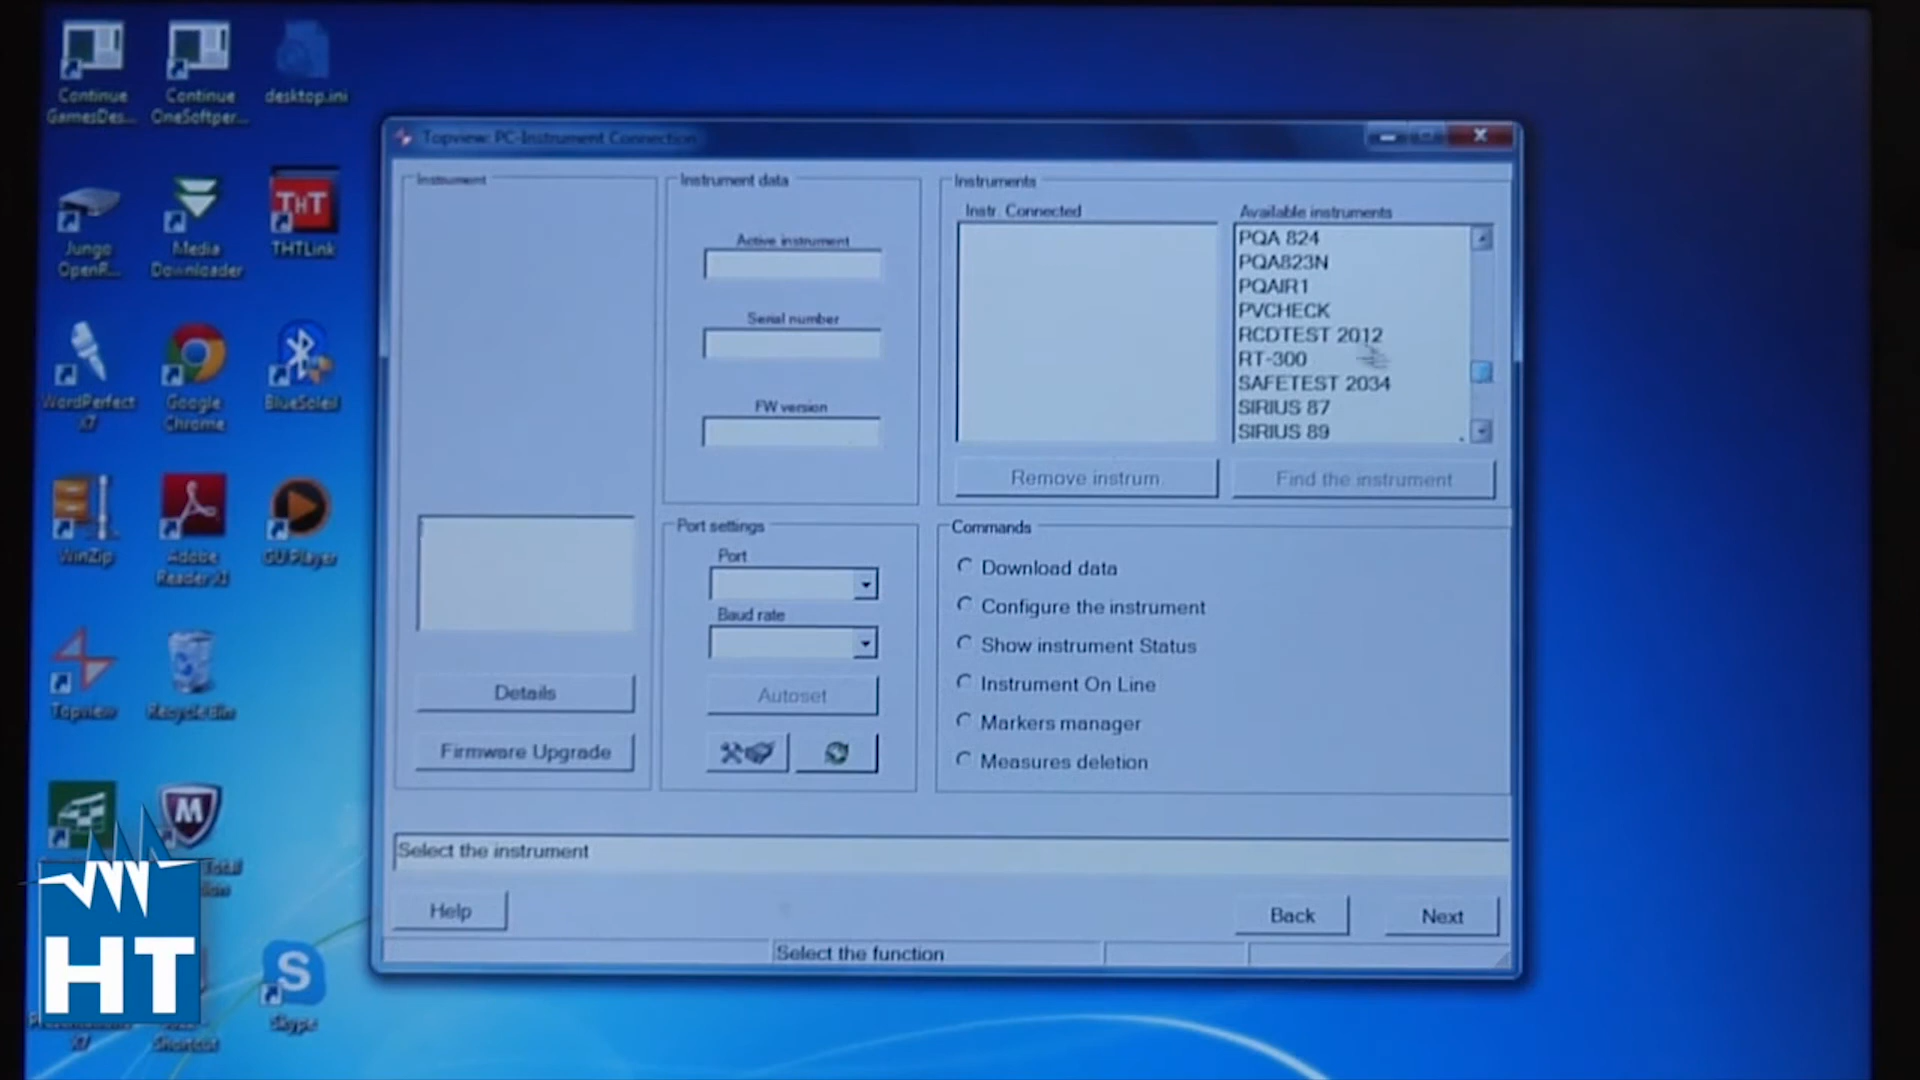 Continue
GamesDes...
Continue
OneSoftper...
desktop.ini
Jungo
OpenR...
Media
Downloader
THT
THTLink
WordPerfect
X7
Google
Chrome
BlueSoleil
WinZip
Adobe
Reader XI
GU Player
Topview
Recycle Bin
HT
X7
Shortcut
S
Skype
Topview: PC-Instrument Connection
Instrument
Details
Firmware Upgrade
Instrument data
Active instrument
Serial number
FW version
Port settings
Port
Baud rate
Autoset
Instruments
Instr. Connected
Available instruments
PQA 824
PQA823N
PQAIR1
PVCHECK
RCDTEST 2012
RT-300
SAFETEST 2034
SIRIUS 87
SIRIUS 89
Remove instrum.
Find the instrument
Commands
Download data
Configure the instrument
Show instrument Status
Instrument On Line
Markers manager
Measures deletion
Select the instrument
Help
Back
Next
Select the function